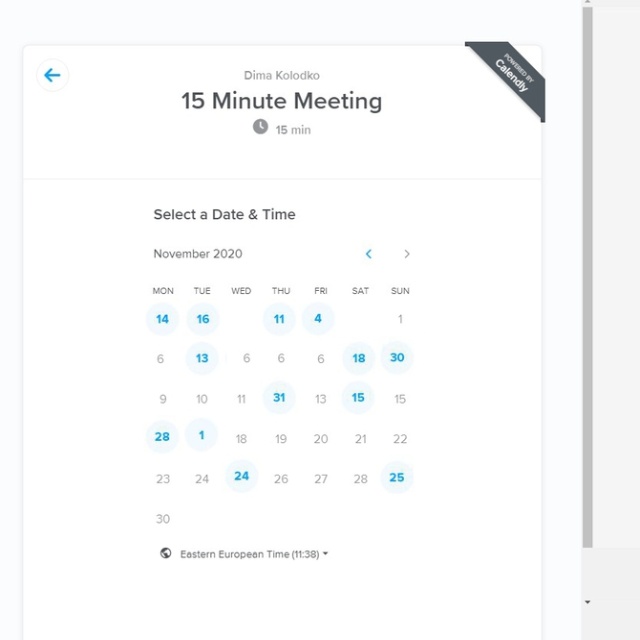 POWERED BY
Calendly
Dima Kolodko
15 Minute Meeting
15 min
Select a Date & Time
November 2020
MON TUE WED THU FRI SAT SUN
14 16 11 4 1
6 13 6 6 6 18 30
9 10 11 31 13 15 15
28 1 18 19 20 21 22
23 24 24 26 27 28 25
30
Eastern European Time (11:38)